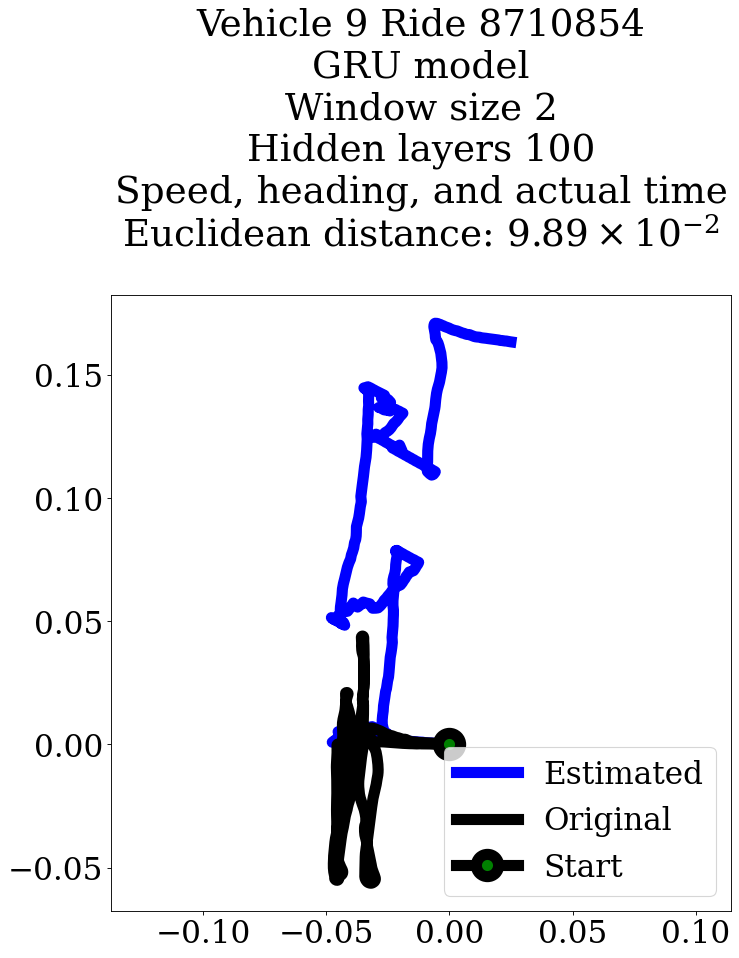 Vehicle 9 Ride 8710854
GRU model
Window size 2
Hidden layers 100
Speed, heading, and actual time
Euclidean distance: 9.89 × 10⁻²
0.15
0.10
0.05
0.00
−0.05
Estimated
Original
Start
−0.10 −0.05 0.00 0.05 0.10